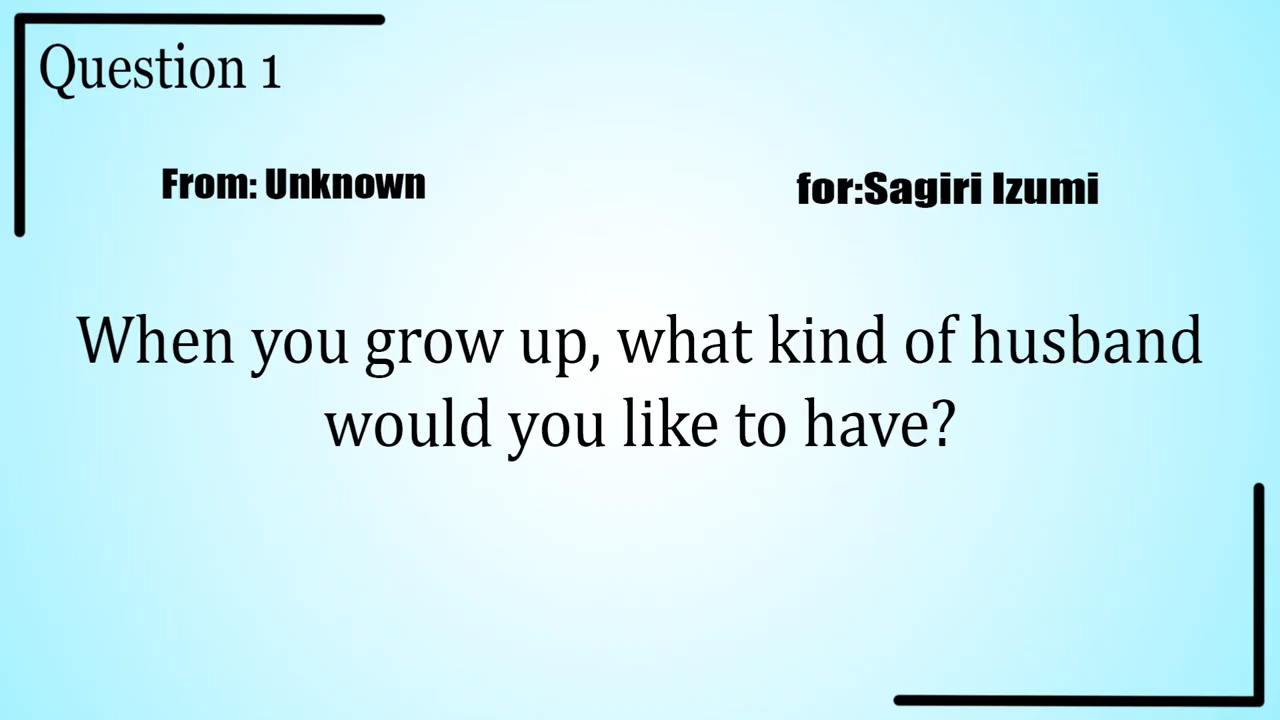 Question 1
From: Unknown
for:Sagiri Izumi
When you grow up, what kind of husband
would you like to have?